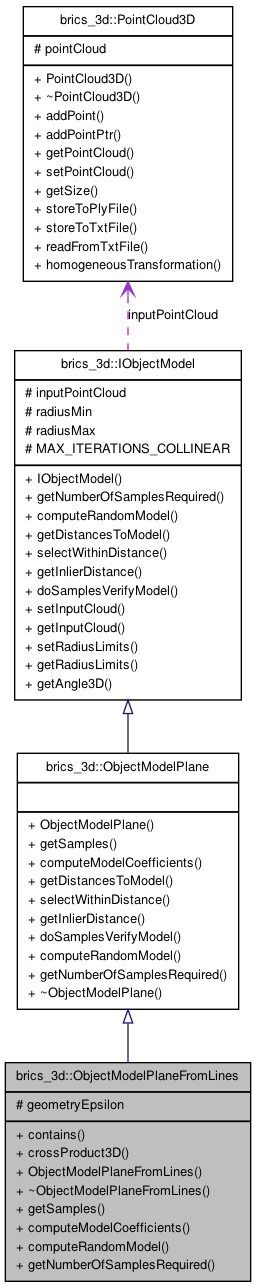 brics_3d::PointCloud3D
# pointCloud
+ PointCloud3D()
+ ~PointCloud3D()
+ addPoint()
+ addPointPtr()
+ getPointCloud()
+ setPointCloud()
+ getSize()
+ storeToPlyFile()
+ storeToTxtFile()
+ readFromTxtFile()
+ homogeneousTransformation()
inputPointCloud
brics_3d::IObjectModel
# inputPointCloud
# radiusMin
# radiusMax
# MAX_ITERATIONS_COLLINEAR
+ IObjectModel()
+ getNumberOfSamplesRequired()
+ computeRandomModel()
+ getDistancesToModel()
+ selectWithinDistance()
+ getInlierDistance()
+ doSamplesVerifyModel()
+ setInputCloud()
+ getInputCloud()
+ setRadiusLimits()
+ getRadiusLimits()
+ getAngle3D()
brics_3d::ObjectModelPlane
+ ObjectModelPlane()
+ getSamples()
+ computeModelCoefficients()
+ getDistancesToModel()
+ selectWithinDistance()
+ getInlierDistance()
+ doSamplesVerifyModel()
+ computeRandomModel()
+ getNumberOfSamplesRequired()
+ ~ObjectModelPlane()
brics_3d::ObjectModelPlaneFromLines
# geometryEpsilon
+ contains()
+ crossProduct3D()
+ ObjectModelPlaneFromLines()
+ ~ObjectModelPlaneFromLines()
+ getSamples()
+ computeModelCoefficients()
+ computeRandomModel()
+ getNumberOfSamplesRequired()